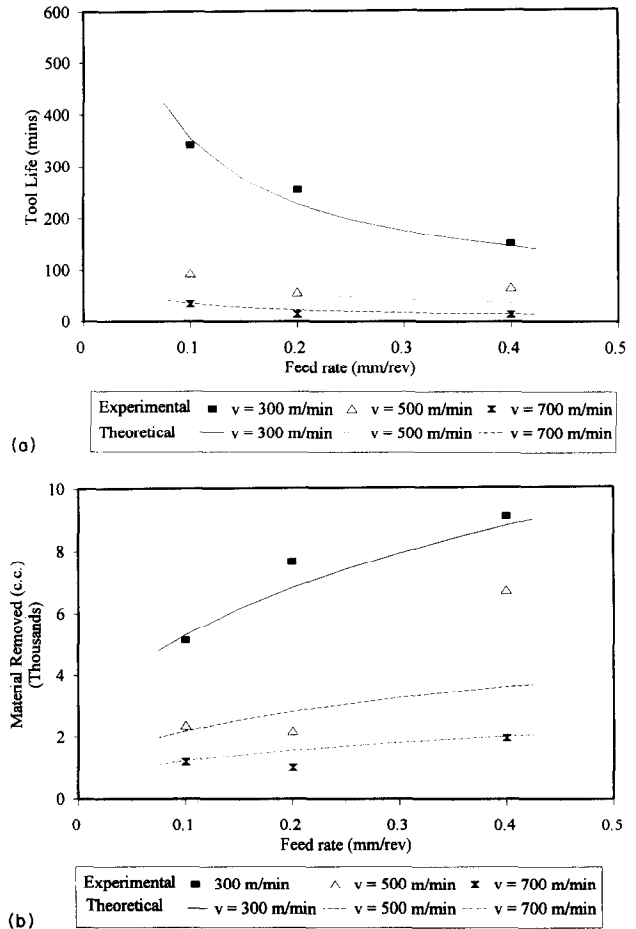 600
500
400
300
200
100
0
Tool Life (mins)
0 0.1 0.2 0.3 0.4 0.5
Feed rate (mm/rev)
Experimental v = 300 m/min v = 500 m/min v = 700 m/min
Theoretical v = 300 m/min v = 500 m/min v = 700 m/min
(a)
10
8
6
4
2
0
Material Removed (c.c.)
(Thousands)
0 0.1 0.2 0.3 0.4 0.5
Feed rate (mm/rev)
Experimental 300 m/min v = 500 m/min v = 700 m/min
Theoretical v = 300 m/min v = 500 m/min v = 700 m/min
(b)